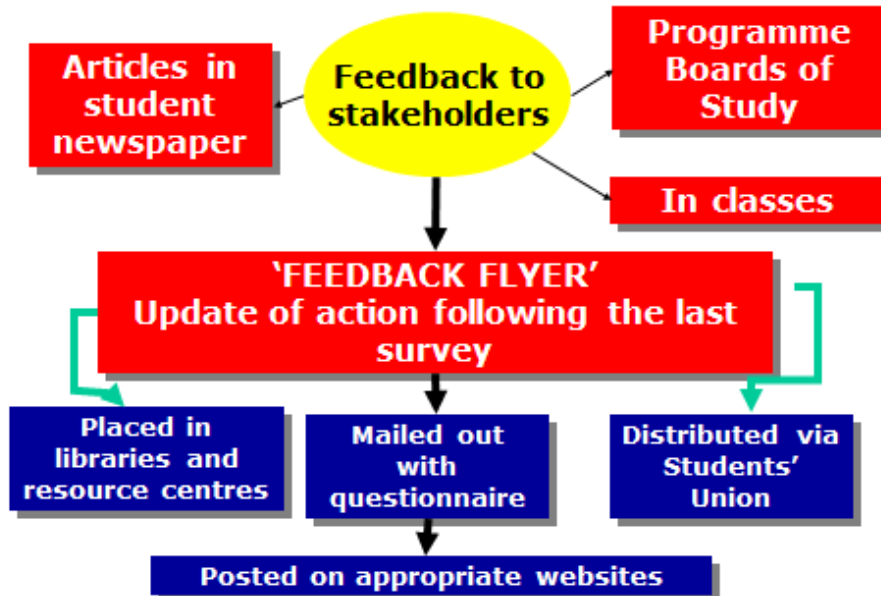 Articles in
student
newspaper
Feedback to
stakeholders
Programme
Boards of
Study
In classes
‘FEEDBACK FLYER’
Update of action following the last
survey
Placed in
libraries and
resource centres
Mailed out
with
questionnaire
Distributed via
Students’
Union
Posted on appropriate websites